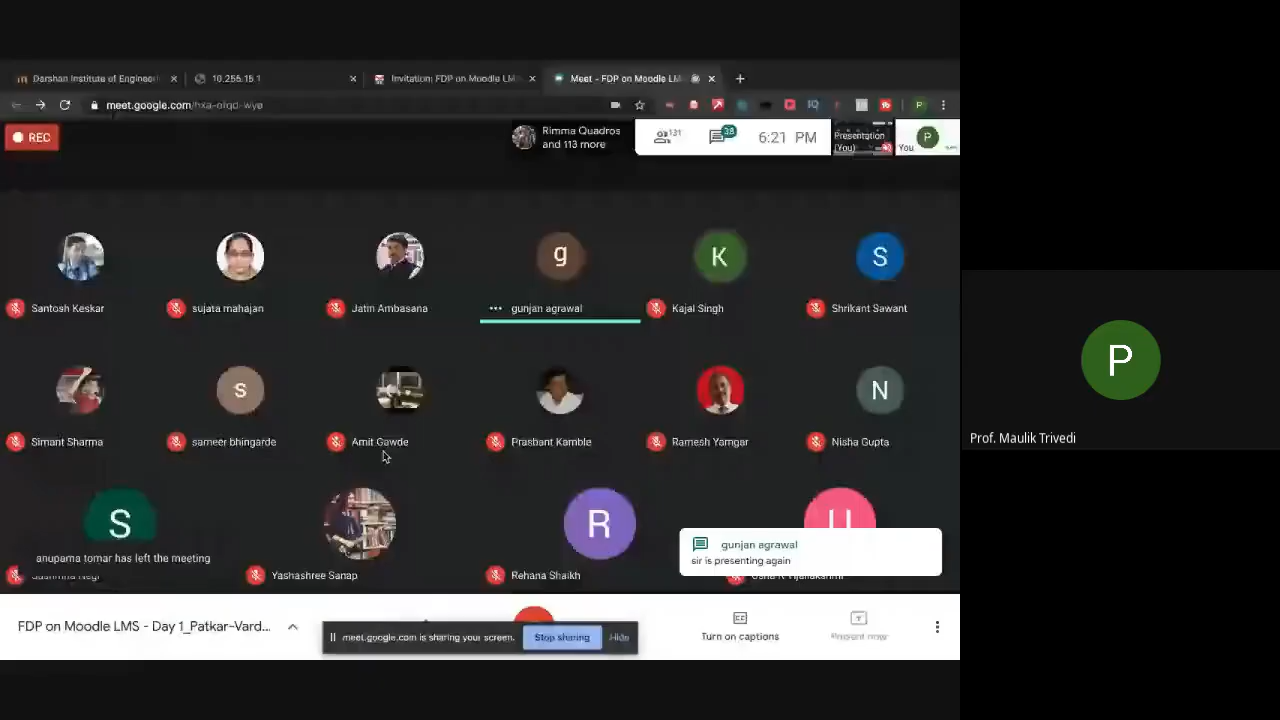 Darshan Institute of Engineeri
10.255.15.1
Invitation: FDP on Moodle LMS
Meet - FDP on Moodle LM
meet.google.com/hxa-oiqd-wye
P
REC
Rimma Quadros
and 113 more
131
38
6:21 PM
Presentation
(You)
You
P
g
K
S
Santosh Keskar
sujata mahajan
Jatin Ambasana
gunjan agrawal
Kajal Singh
Shrikant Sawant
s
N
Simant Sharma
sameer bhingarde
Amit Gawde
Prashant Kamble
Ramesh Yamgar
Nisha Gupta
P
Prof. Maulik Trivedi
S
R
U
gunjan agrawal
sir is presenting again
anupama tomar has left the meeting
Yashashree Sanap
Rehana Shaikh
FDP on Moodle LMS - Day 1_Patkar-Vard...
meet.google.com is sharing your screen.
Stop sharing
Hide
Turn on captions
Present now